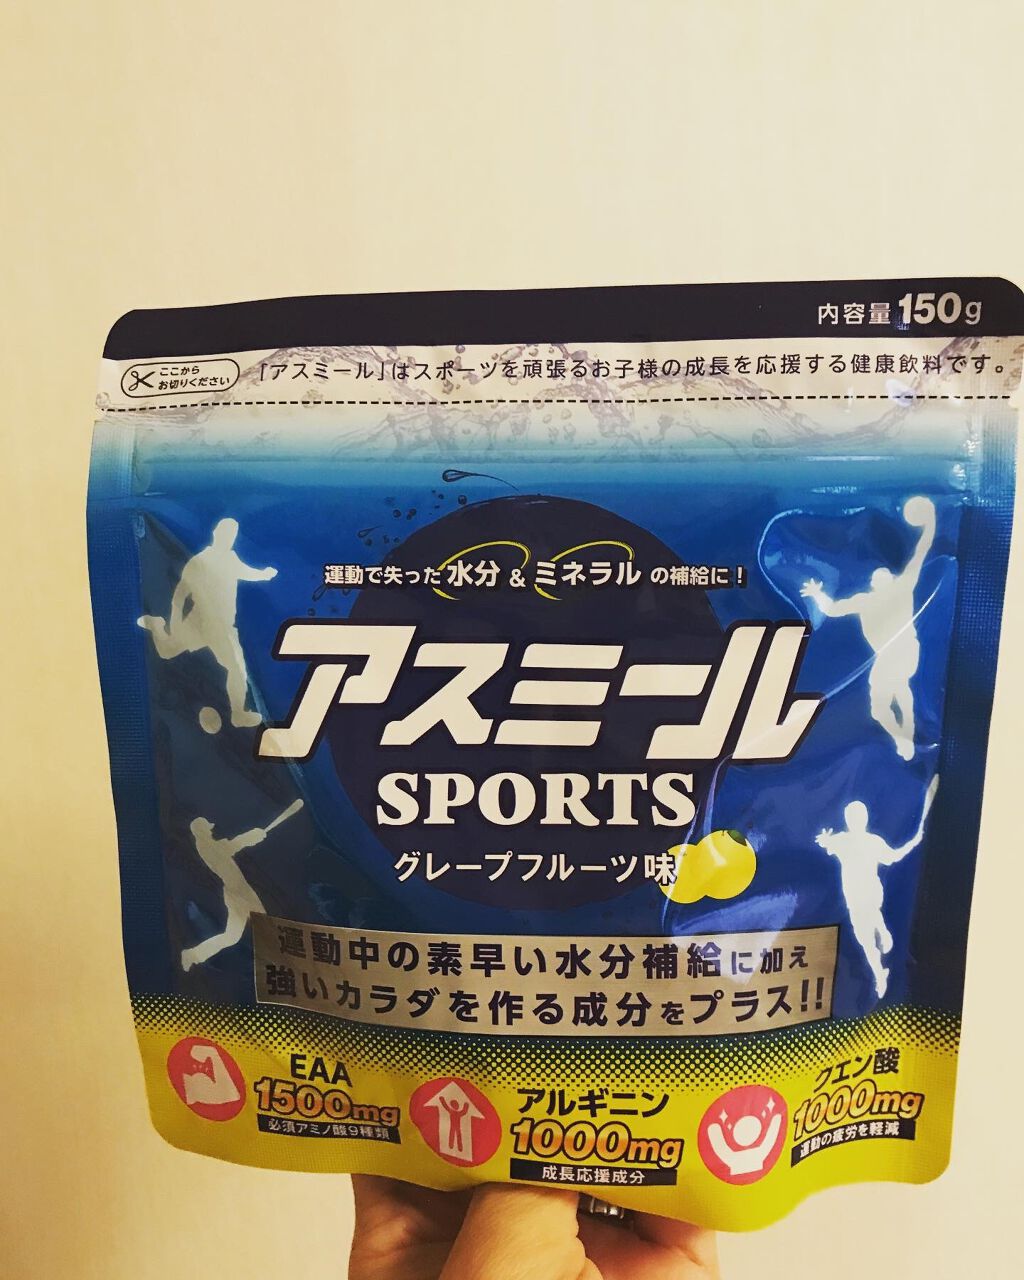 内容量150g
ここから
お切りください
「アスミール」はスポーツを頑張るお子様の成長を応援する健康飲料です。
運動で失った水分&ミネラルの補給に！
アスミール
SPORTS
グレープフルーツ味
運動中の素早い水分補給に加え
強いカラダを作る成分をプラス!!
EAA
1500mg
必須アミノ酸9種類
アルギニン
1000mg
成長応援成分
クエン酸
1000mg
運動の疲労を軽減